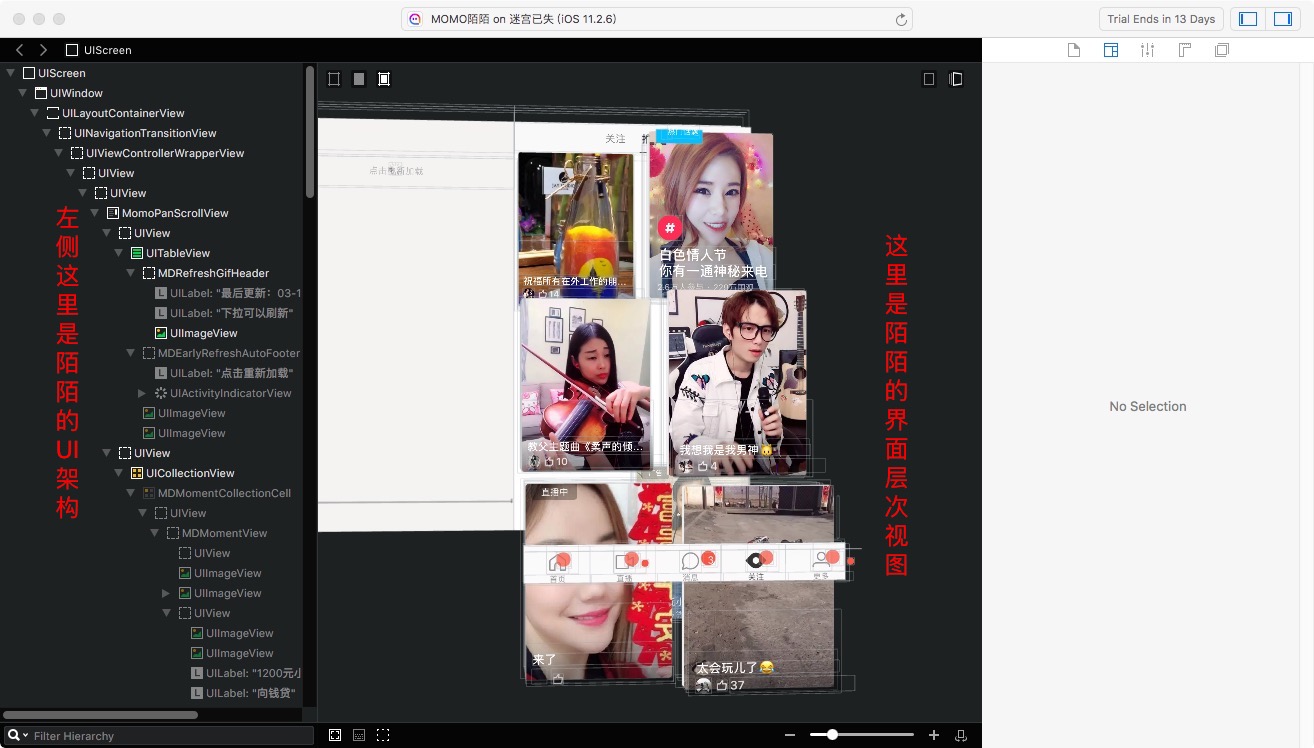 MOMO陌陌 on 迷宫已失 (iOS 11.2.6)
Trial Ends in 13 Days
UIScreen
UIScreen
UIWindow
UILayoutContainerView
UINavigationTransitionView
UIViewControllerWrapperView
UIView
UIView
MomoPanScrollView
UIView
UITableView
MDRefreshGifHeader
L UILabel: "最后更新：03-1
L UILabel: "下拉可以刷新"
UIImageView
MDEarlyRefreshAutoFooter
L UILabel: "点击重新加载"
UIActivityIndicatorView
UIImageView
UIImageView
UIView
UICollectionView
MDMomentCollectionCell
UIView
MDMomentView
UIView
UIImageView
UIImageView
UIView
UIImageView
UIImageView
L UILabel: "1200元小
L UILabel: "向钱贷"
Filter Hierarchy
左侧这里是陌陌的UI架构
点击重新加载
关注
祝福所有在外工作的朋...
14
#
白色情人节
你有一通神秘来电
教父主题曲《柔声的倾...
10
我想我是我男神
4
直播中
首页
直播
消息
3
关注
更多
来了
太会玩儿了😂
37
这里是陌陌的界面层次视图
No Selection